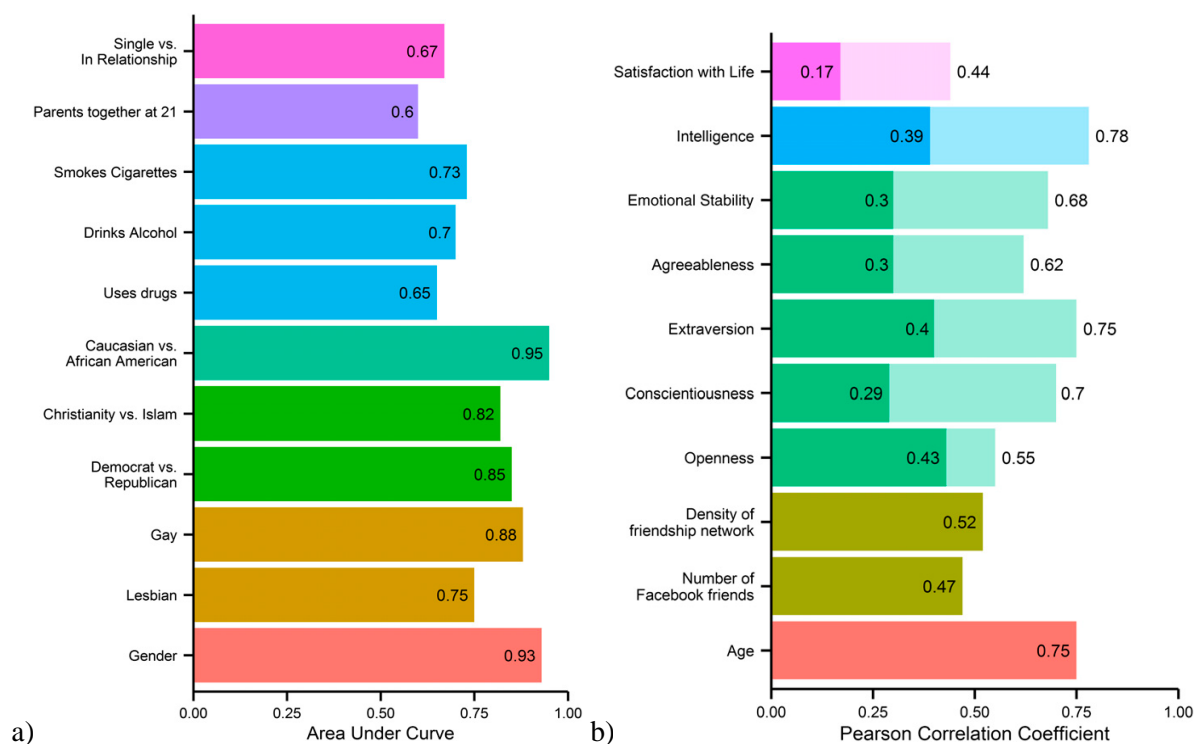 Single vs.
In Relationship
0.67
Parents together at 21
0.6
Smokes Cigarettes
0.73
Drinks Alcohol
0.7
Uses drugs
0.65
Caucasian vs.
African American
0.95
Christianity vs. Islam
0.82
Democrat vs.
Republican
0.85
Gay
0.88
Lesbian
0.75
Gender
0.93
0.00 0.25 0.50 0.75 1.00
Area Under Curve
a)
Satisfaction with Life
0.17 0.44
Intelligence
0.39 0.78
Emotional Stability
0.3 0.68
Agreeableness
0.3 0.62
Extraversion
0.4 0.75
Conscientiousness
0.29 0.7
Openness
0.43 0.55
Density of
friendship network
0.52
Number of
Facebook friends
0.47
Age
0.75
0.00 0.25 0.50 0.75 1.00
Pearson Correlation Coefficient
b)